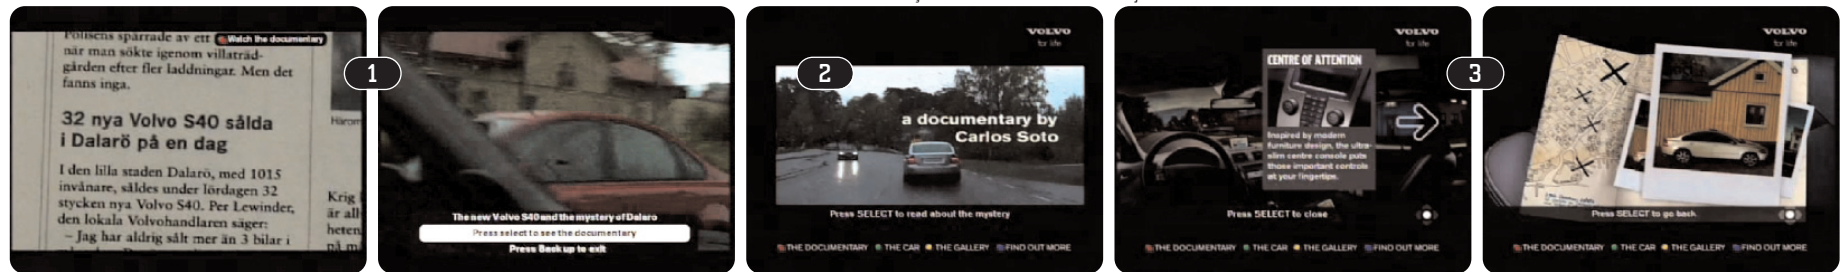 Polisens spärrade av ett
Watch the documentary
när man sökte igenom villaträd-
gården efter fler laddningar. Men det
fanns inga.
32 nya Volvo S40 sålda
i Dalarö på en dag
I den lilla staden Dalarö, med 1015
invånare, såldes under lördagen 32
stycken nya Volvo S40. Per Lewinder,
den lokala Volvohandlaren säger:
– Jag har aldrig sålt mer än 3 bilar i
Härom
Krig
är all
heten
på m
1
The new Volvo S40 and the mystery of Dalaro
Press select to see the documentary
Press Back up to exit
2
VOLVO
for life
a documentary by
Carlos Soto
Press SELECT to read about the mystery
THE DOCUMENTARY THE CAR THE GALLERY FIND OUT MORE
VOLVO
for life
CENTRE OF ATTENTION
Inspired by modern
furniture design, the ultra-
slim centre console puts
those important controls
at your fingertips.
Press SELECT to close
THE DOCUMENTARY THE CAR THE GALLERY FIND OUT MORE
3
VOLVO
Press SELECT to go back
THE DOCUMENTARY THE CAR THE GALLERY FIND OUT MORE